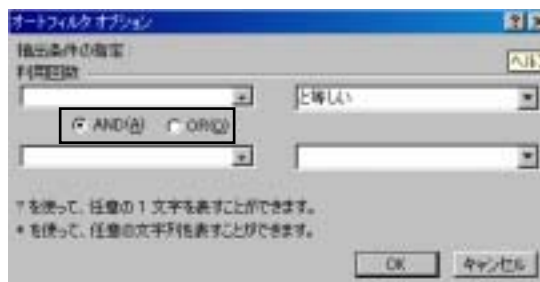 オートフィルタ オプション
抽出条件の指定
利用回数
ヘル
と等しい
AND(A) OR(O)
? を使って、任意の 1 文字を表すことができます。
* を使って、任意の文字列を表すことができます。
OK キャンセル